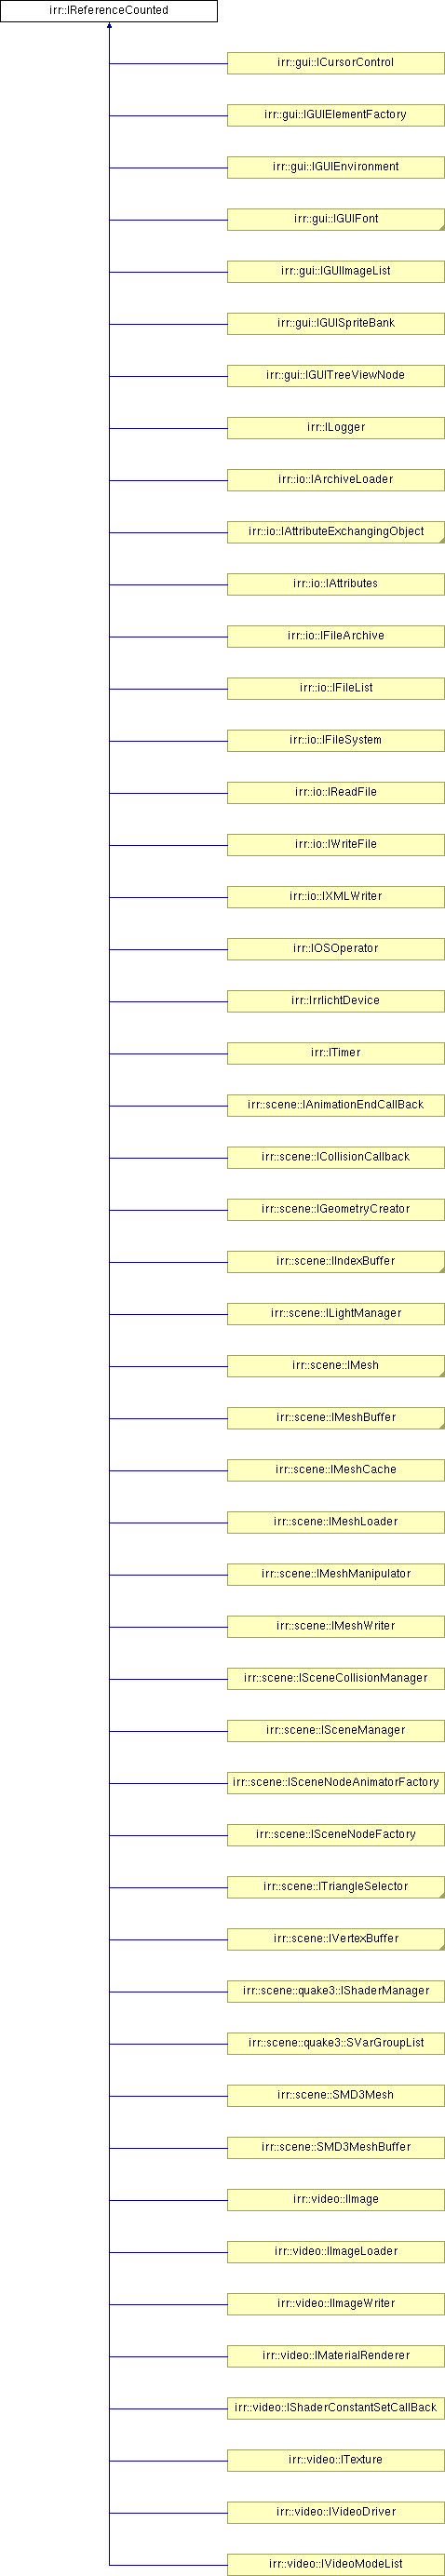 irr::IReferenceCounted
irr::gui::ICursorControl
irr::gui::IGUIElementFactory
irr::gui::IGUIEnvironment
irr::gui::IGUIFont
irr::gui::IGUIImageList
irr::gui::IGUISpriteBank
irr::gui::IGUITreeViewNode
irr::ILogger
irr::io::IArchiveLoader
irr::io::IAttributeExchangingObject
irr::io::IAttributes
irr::io::IFileArchive
irr::io::IFileList
irr::io::IFileSystem
irr::io::IReadFile
irr::io::IWriteFile
irr::io::IXMLWriter
irr::IOSOperator
irr::IrrlichtDevice
irr::ITimer
irr::scene::IAnimationEndCallBack
irr::scene::ICollisionCallback
irr::scene::IGeometryCreator
irr::scene::IIndexBuffer
irr::scene::ILightManager
irr::scene::IMesh
irr::scene::IMeshBuffer
irr::scene::IMeshCache
irr::scene::IMeshLoader
irr::scene::IMeshManipulator
irr::scene::IMeshWriter
irr::scene::ISceneCollisionManager
irr::scene::ISceneManager
irr::scene::ISceneNodeAnimatorFactory
irr::scene::ISceneNodeFactory
irr::scene::ITriangleSelector
irr::scene::IVertexBuffer
irr::scene::quake3::IShaderManager
irr::scene::quake3::SVarGroupList
irr::scene::SMD3Mesh
irr::scene::SMD3MeshBuffer
irr::video::IImage
irr::video::IImageLoader
irr::video::IImageWriter
irr::video::IMaterialRenderer
irr::video::IShaderConstantSetCallBack
irr::video::ITexture
irr::video::IVideoDriver
irr::video::IVideoModeList